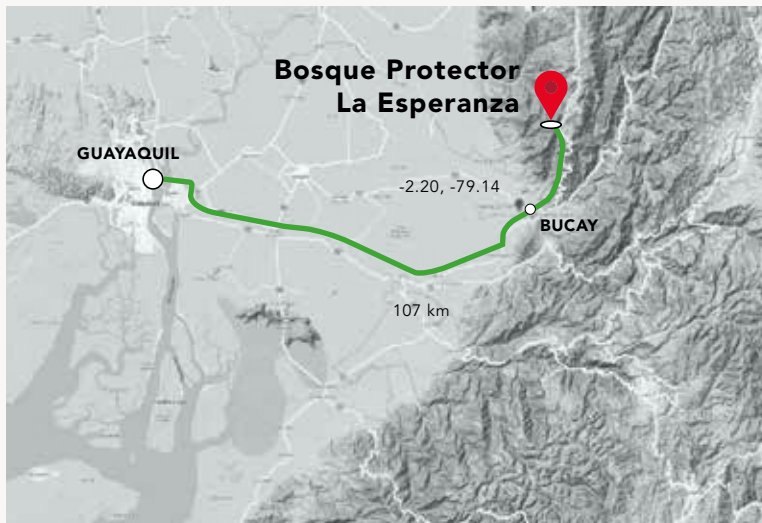 Bosque Protector
La Esperanza
GUAYAQUIL
-2.20, -79.14
BUCAY
107 km